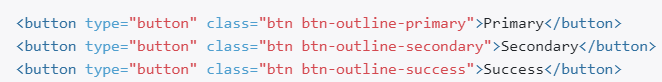 <button type="button" class="btn btn-outline-primary">Primary</button>
<button type="button" class="btn btn-outline-secondary">Secondary</button>
<button type="button" class="btn btn-outline-success">Success</button>